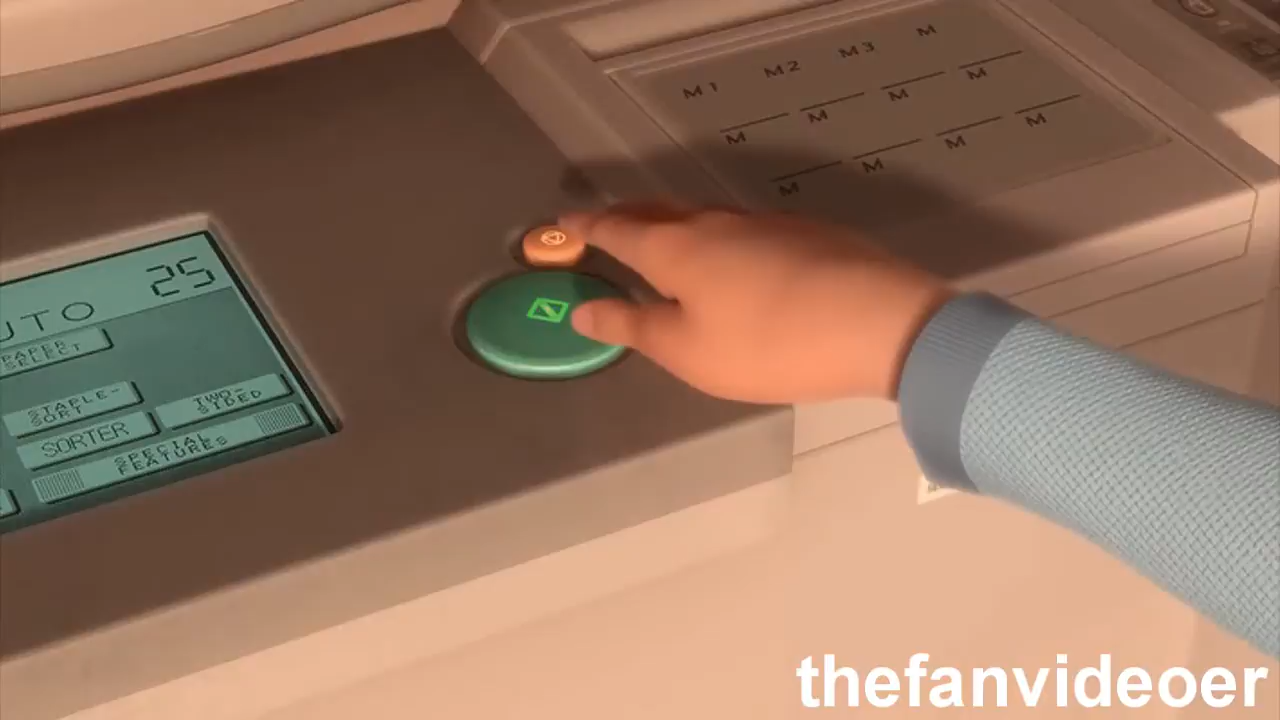 M1 M2 M3 M
M M M M
M M M M
25
UTO
PAPER
SELECT
STAPLE-
SORT
TWO-
SIDED
SORTER
SPECIAL
FEATURES
thefanvideoer